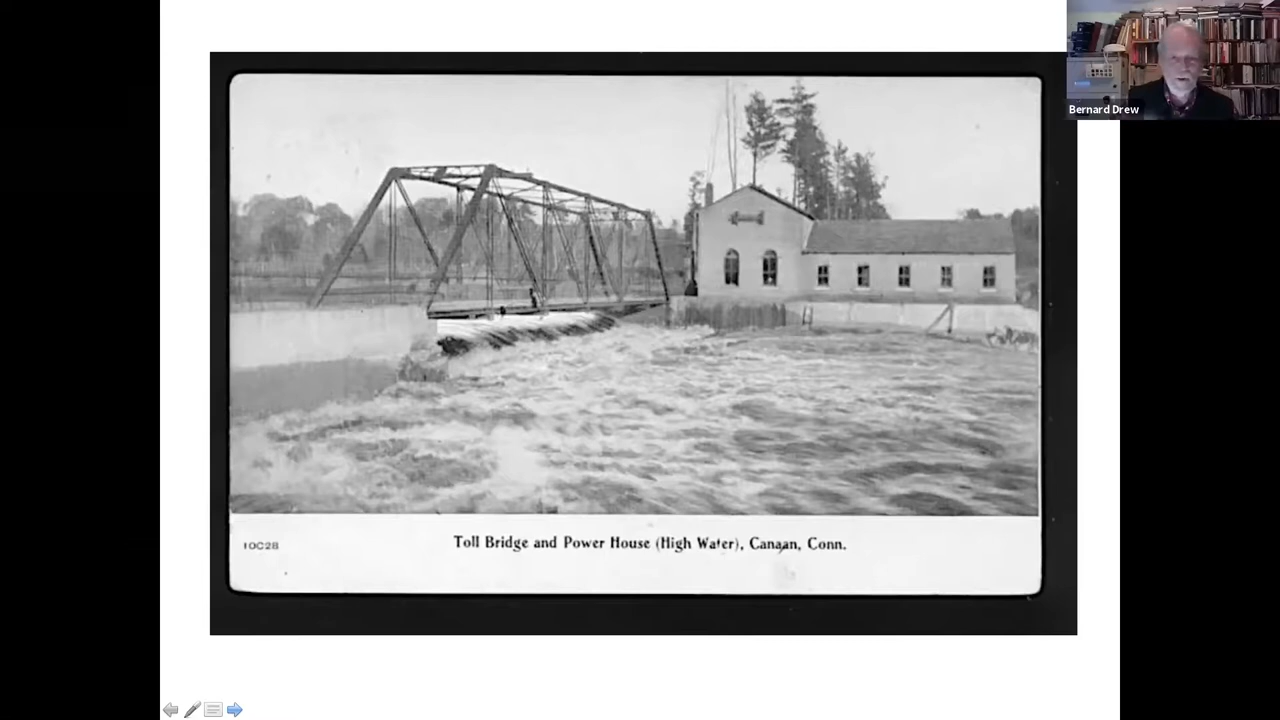 Bernard Drew
10C28
Toll Bridge and Power House (High Water), Canaan, Conn.